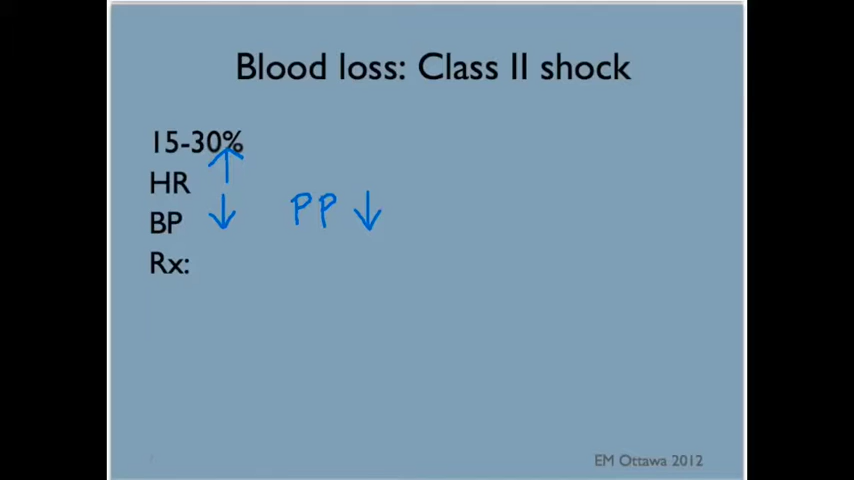 Blood loss: Class II shock
15-30%
HR ↑
BP ↓ PP ↓
Rx:
EM Ottawa 2012